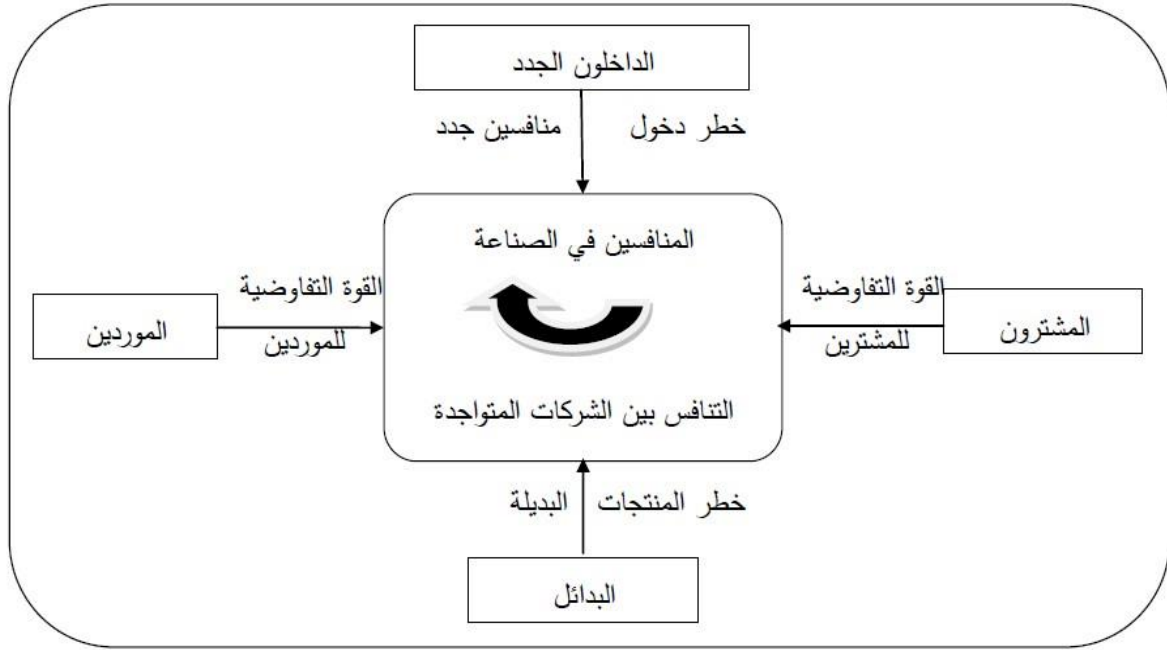 الداخلون الجدد
خطر دخول منافسين جدد
المنافسين في الصناعة
القوة التفاوضية
للمشترين
المشترون
القوة التفاوضية
للموردين
الموردين
التنافس بين الشركات المتواجدة
خطر المنتجات البديلة
البدائل